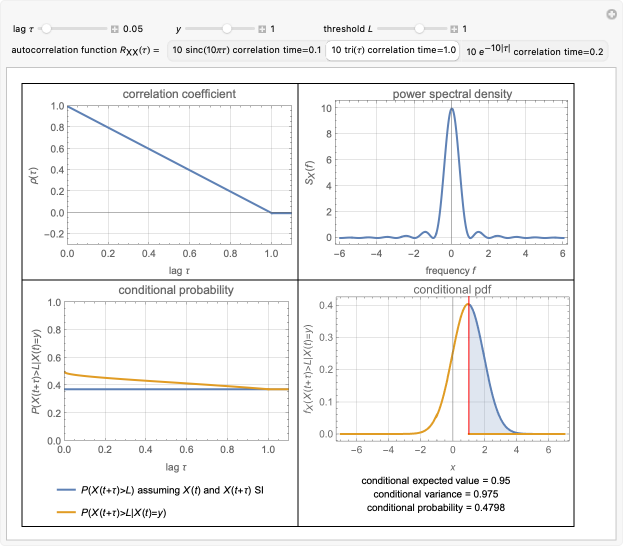 lag τ 0.05 y 1 threshold L 1
autocorrelation function RXX(τ) = 10 sinc(10πτ) correlation time=0.1 10 tri(τ) correlation time=1.0 10 e^−10|τ| correlation time=0.2
correlation coefficient
1.0
0.8
0.6
0.4
0.2
0.0
−0.2
ρ(τ)
0.0 0.2 0.4 0.6 0.8 1.0
lag τ
power spectral density
10
8
6
4
2
0
SX(f)
−6 −4 −2 0 2 4 6
frequency f
conditional probability
1.0
0.8
0.6
0.4
0.2
0.0
P(X(t+τ)>L|X(t)=y)
0.0 0.2 0.4 0.6 0.8 1.0
lag τ
P(X(t+τ)>L) assuming X(t) and X(t+τ) SI
P(X(t+τ)>L|X(t)=y)
conditional pdf
0.4
0.3
0.2
0.1
0.0
fX(X(t+τ)>L|X(t)=y)
−6 −4 −2 0 2 4 6
x
conditional expected value = 0.95
conditional variance = 0.975
conditional probability = 0.4798